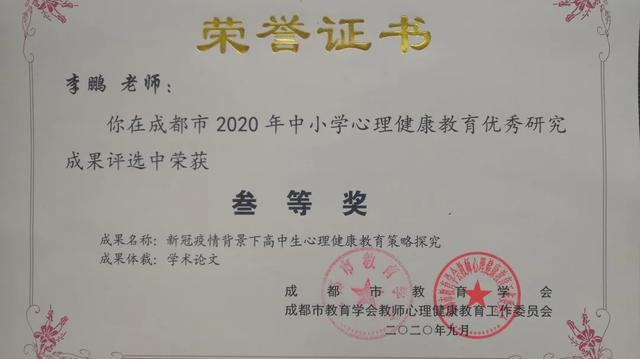 荣誉证书
李鹏 老师：
你在成都市2020年中小学心理健康教育优秀研究
成果评选中荣获
叁等奖
成果名称：新冠疫情背景下高中生心理健康教育策略探究
成果体裁：学术论文
成都市教育学会
成都市教育学会教师心理健康教育工作委员会
二〇二〇年九月